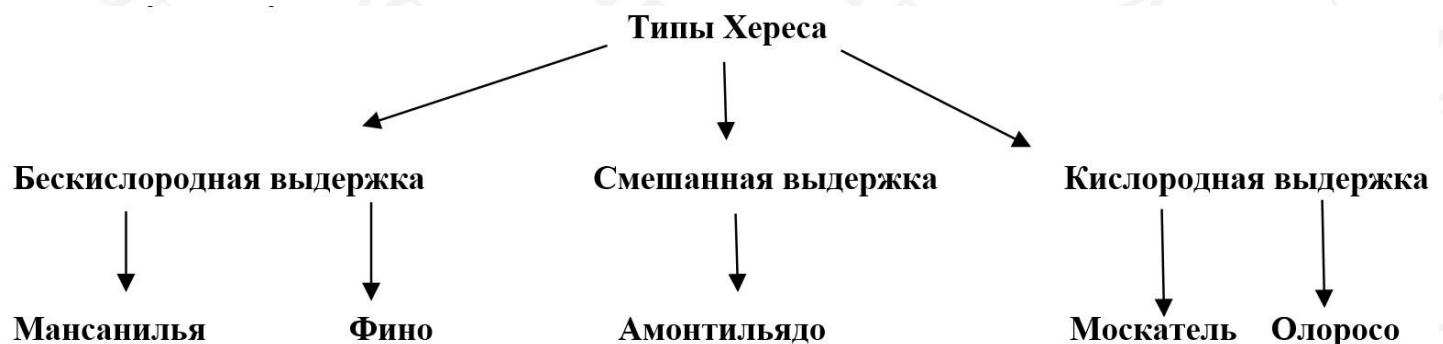 Типы Хереса
Бескислородная выдержка Смешанная выдержка Кислородная выдержка
Мансанилья Фино Амонтильядо Москатель Олоросо